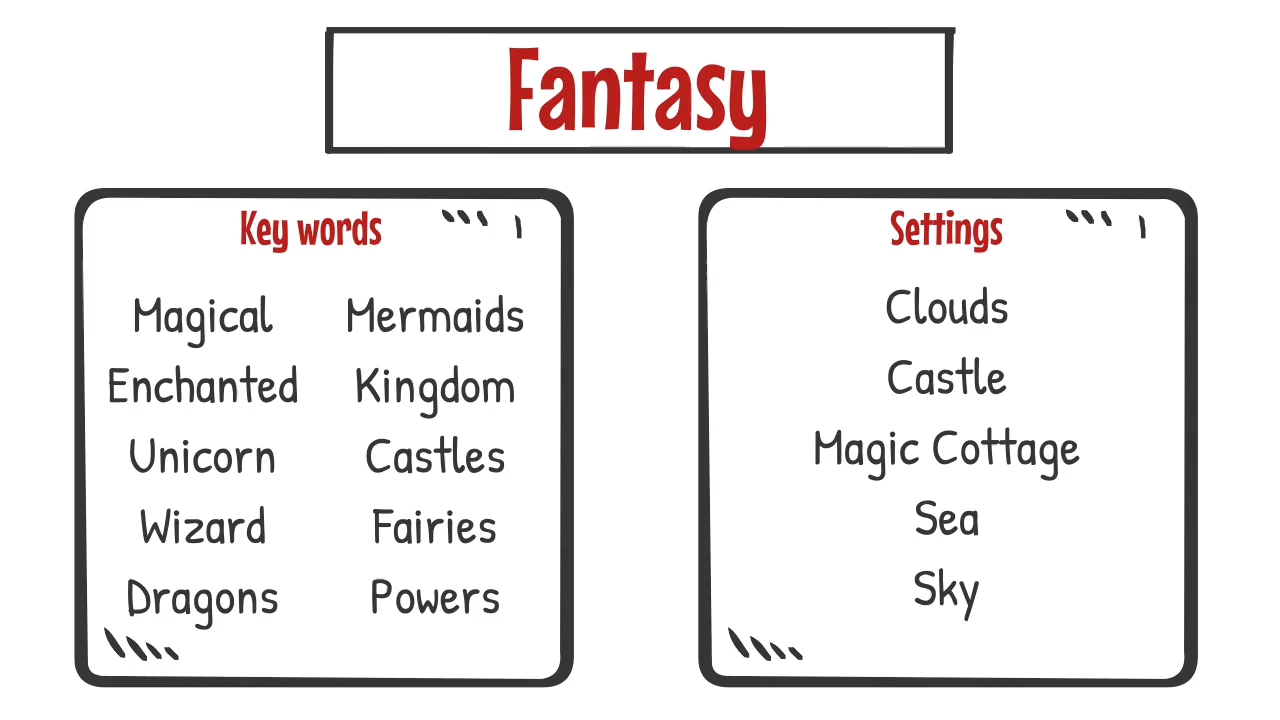 Fantasy
Key words
Magical
Enchanted
Unicorn
Wizard
Dragons
Mermaids
Kingdom
Castles
Fairies
Powers
Settings
Clouds
Castle
Magic Cottage
Sea
Sky